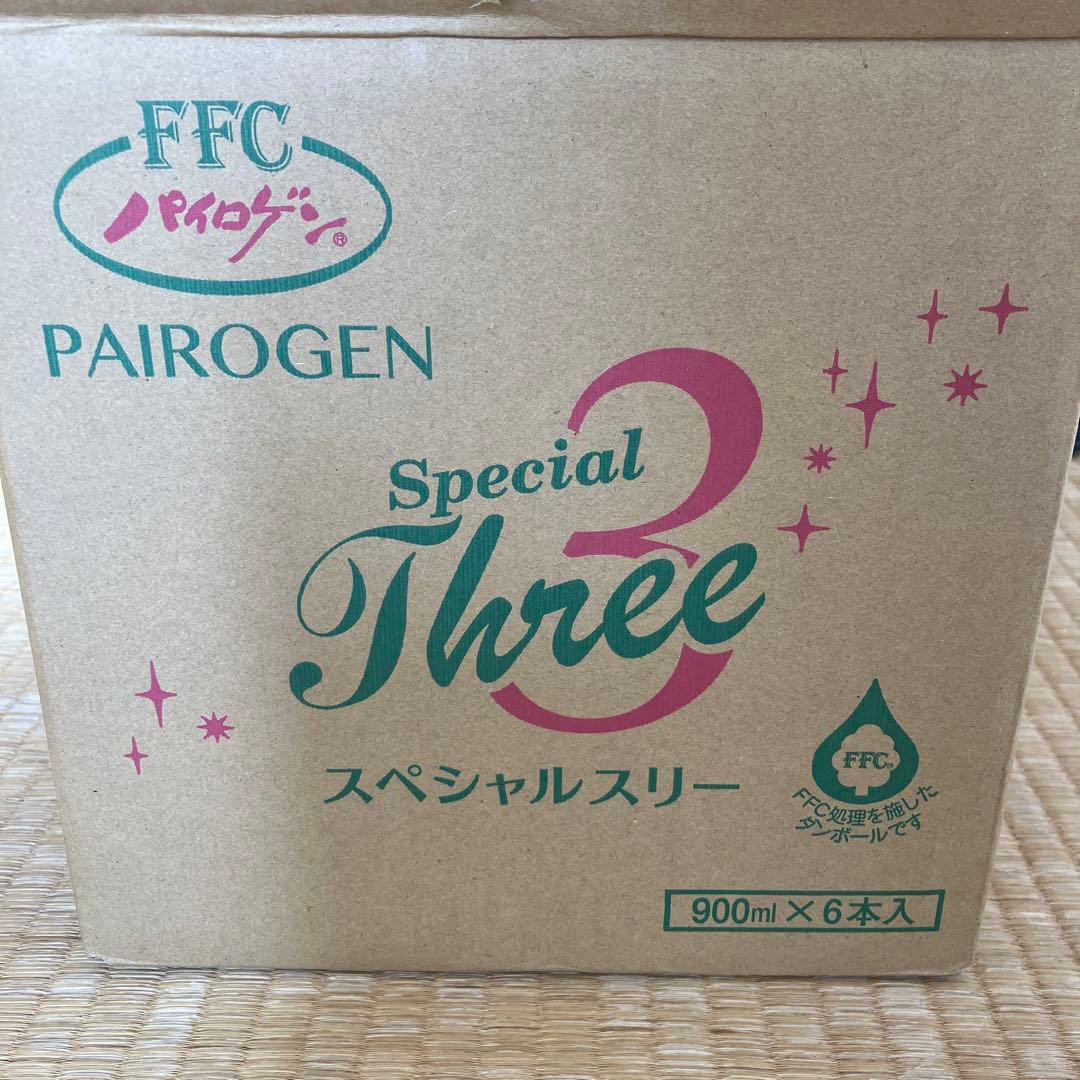 FFC
パイロゲン®
PAIROGEN
3
Special
Three
スペシャルスリー
FFC
FFC処理を施した
ダンボールです
900ml×6本入